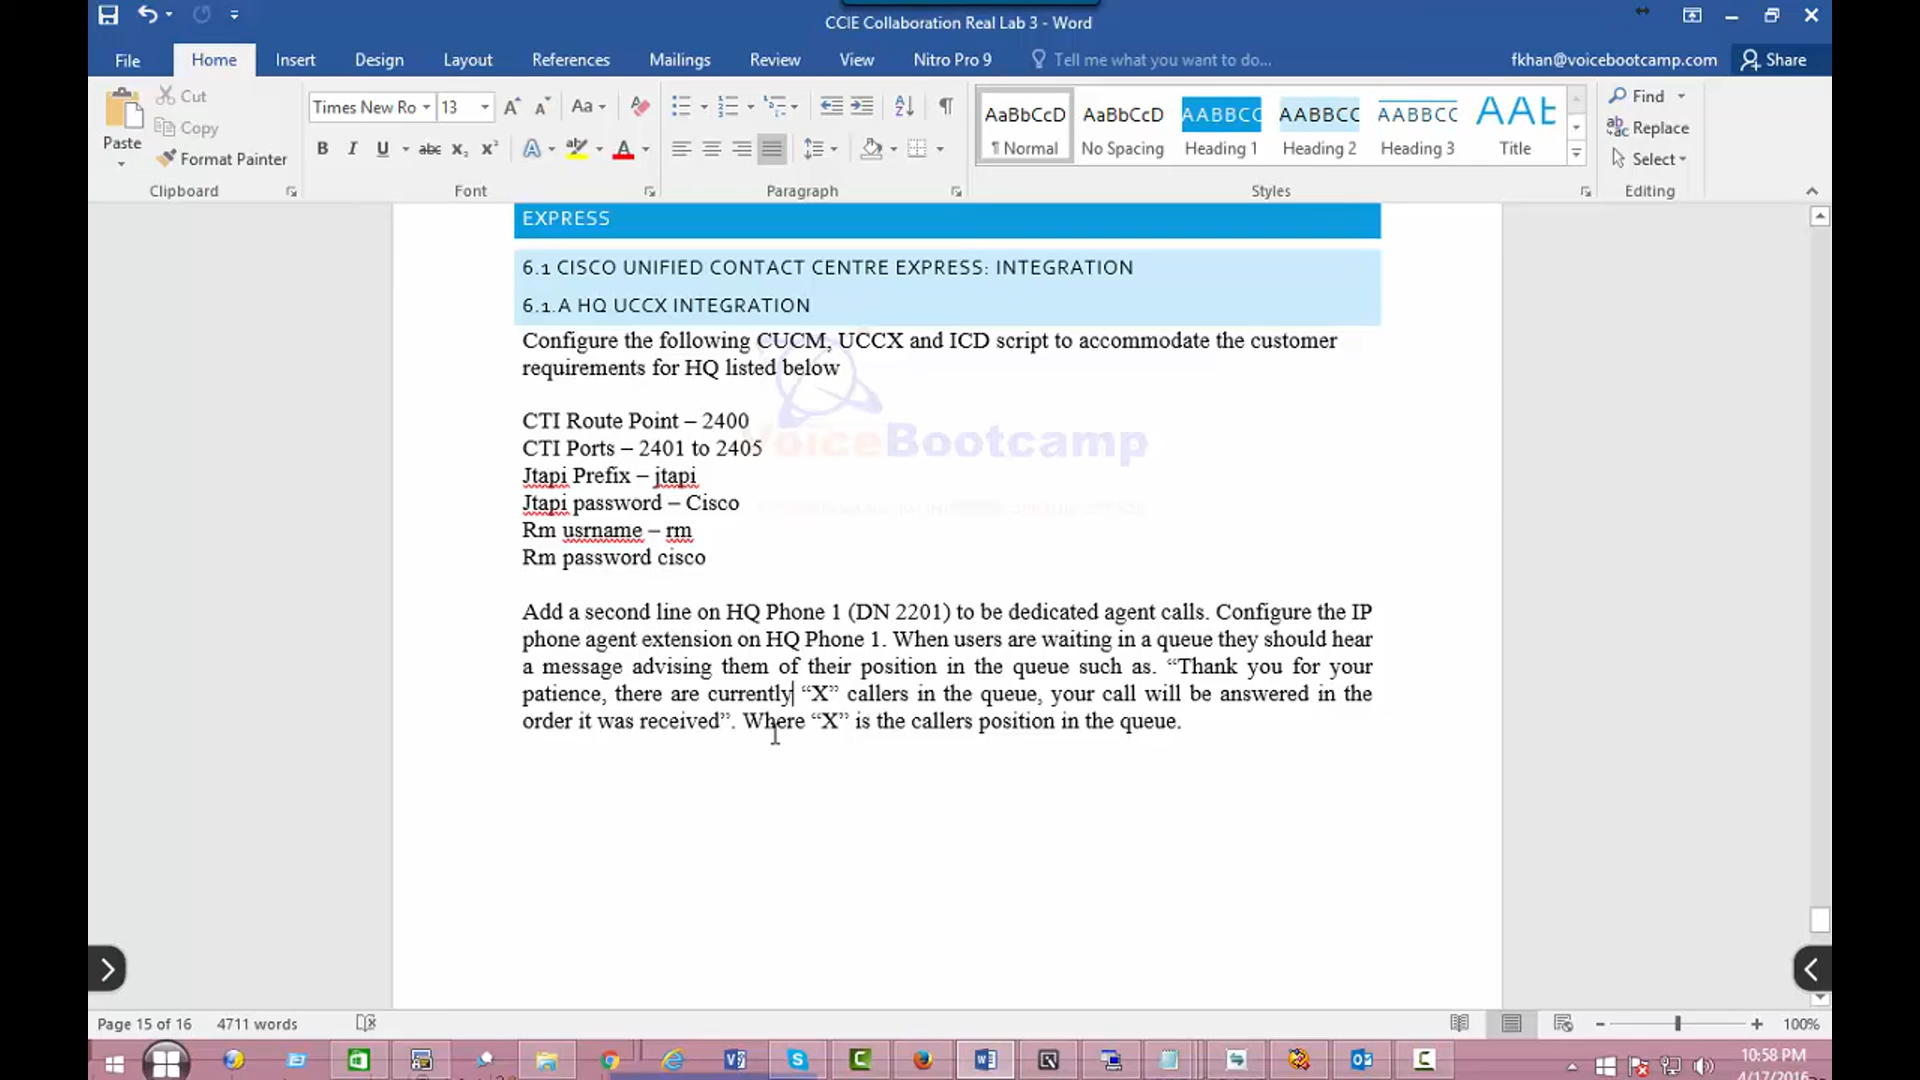 CCIE Collaboration Real Lab 3 - Word
File
Home
Insert
Design
Layout
References
Mailings
Review
View
Nitro Pro 9
Tell me what you want to do...
fkhan@voicebootcamp.com
Share
Paste
Cut
Copy
Format Painter
Clipboard
Times New Ro
13
Font
Paragraph
AaBbCcD
¶ Normal
AaBbCcD
No Spacing
AABBCC
Heading 1
AABBCC
Heading 2
AABBCC
Heading 3
AAB
Title
Styles
Find
Replace
Select
Editing
EXPRESS
6.1 CISCO UNIFIED CONTACT CENTRE EXPRESS: INTEGRATION
6.1.A HQ UCCX INTEGRATION
Configure the following CUCM, UCCX and ICD script to accommodate the customer
requirements for HQ listed below
CTI Route Point – 2400
CTI Ports – 2401 to 2405
Jtapi Prefix – jtapi
Jtapi password – Cisco
Rm usrname – rm
Rm password cisco
VoiceBootcamp
Add a second line on HQ Phone 1 (DN 2201) to be dedicated agent calls. Configure the IP
phone agent extension on HQ Phone 1. When users are waiting in a queue they should hear
a message advising them of their position in the queue such as. “Thank you for your
patience, there are currently “X” callers in the queue, your call will be answered in the
order it was received”. Where “X” is the callers position in the queue.
Page 15 of 16
4711 words
100%
10:58 PM
4/17/2016